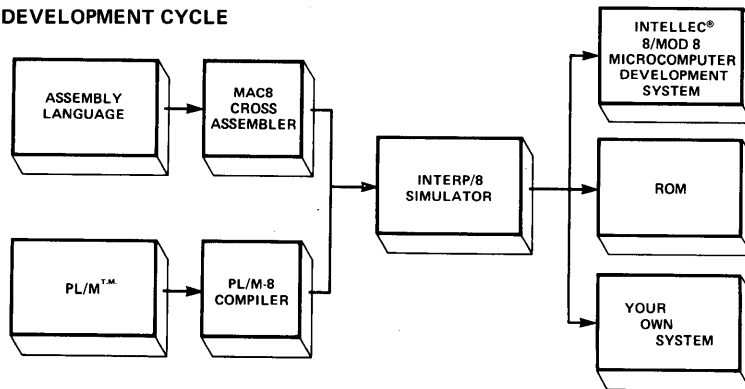 DEVELOPMENT CYCLE
ASSEMBLY
LANGUAGE
MAC8
CROSS
ASSEMBLER
PL/M T.M.
PL/M-8
COMPILER
INTERP/8
SIMULATOR
INTELLEC®
8/MOD 8
MICROCOMPUTER
DEVELOPMENT
SYSTEM
ROM
YOUR
OWN
SYSTEM